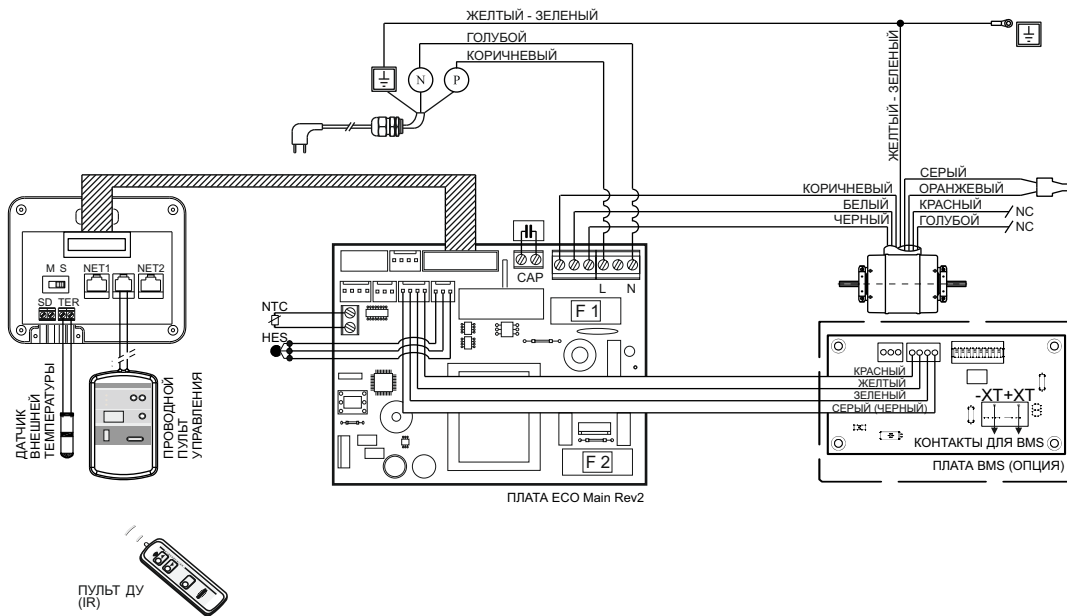 ЖЕЛТЫЙ - ЗЕЛЕНЫЙ
ГОЛУБОЙ
КОРИЧНЕВЫЙ
N
P
ЖЕЛТЫЙ - ЗЕЛЕНЫЙ
СЕРЫЙ
ОРАНЖЕВЫЙ
КРАСНЫЙ
NC
ГОЛУБОЙ
NC
КОРИЧНЕВЫЙ
БЕЛЫЙ
ЧЕРНЫЙ
M S
NET1
NET2
SD
TER
CAP
L
N
NTC
HES
F 1
F 2
КРАСНЫЙ
ЖЕЛТЫЙ
ЗЕЛЕНЫЙ
СЕРЫЙ (ЧЕРНЫЙ)
-XT+XT
КОНТАКТЫ ДЛЯ BMS
ПЛАТА BMS (ОПЦИЯ)
ДАТЧИК
ВНЕШНЕЙ
ТЕМПЕРАТУРЫ
ПРОВОДНОЙ
ПУЛЬТ
УПРАВЛЕНИЯ
ПЛАТА ECO Main Rev2
ПУЛЬТ ДУ
(IR)